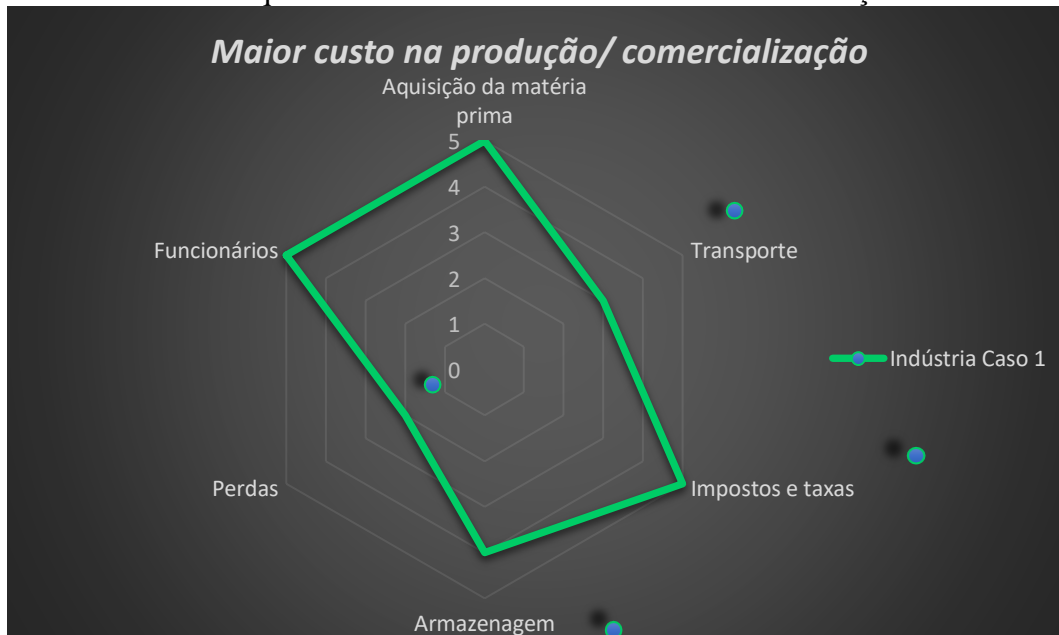 Maior custo na produção/ comercialização
Aquisição da matéria
prima
5
4
3
2
1
0
Transporte
Funcionários
Indústria Caso 1
Impostos e taxas
Perdas
Armazenagem